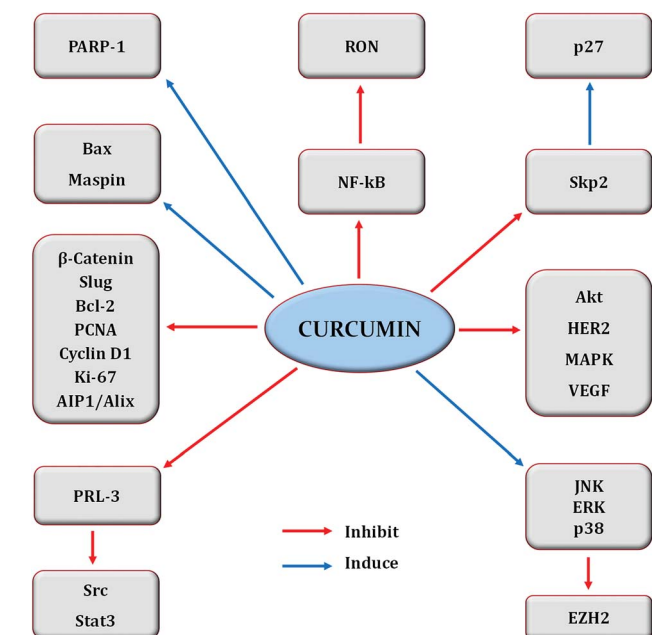 PARP-1
RON
p27
Bax
Maspin
NF-kB
Skp2
β-Catenin
Slug
Bcl-2
PCNA
Cyclin D1
Ki-67
AIP1/Alix
CURCUMIN
Akt
HER2
MAPK
VEGF
PRL-3
JNK
ERK
p38
Inhibit
Induce
Src
Stat3
EZH2